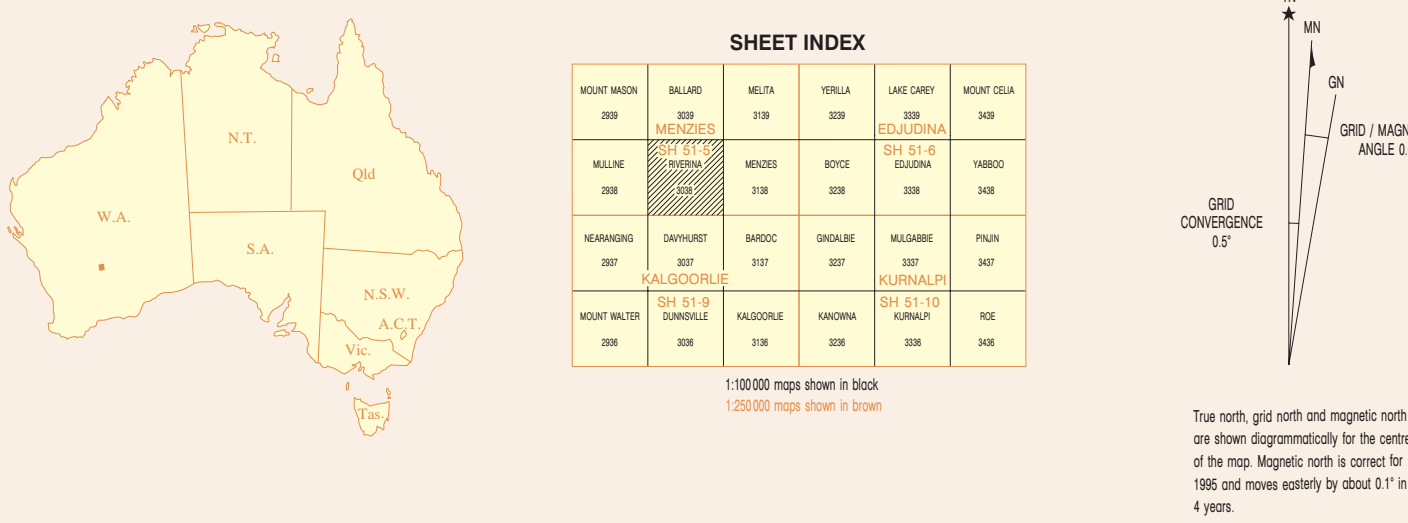 N.T.
Qld
W.A.
S.A.
N.S.W.
A.C.T.
Vic.
Tas.
SHEET INDEX
MOUNT MASON BALLARD MELITA YERILLA LAKE CAREY MOUNT CELIA
2939 3039 3139 3239 3339 3439
MENZIES EDJUDINA
SH 51-5 SH 51-6
MULLINE RIVERINA MENZIES BOYCE EDJUDINA YABBOO
2938 3038 3138 3238 3338 3438
NEARANGING DAVYHURST BARDOC GINDALBIE MULGABBIE PINJIN
2937 3037 3137 3237 3337 3437
KALGOORLIE KURNALPI
SH 51-9 SH 51-10
MOUNT WALTER DUNNSVILLE KALGOORLIE KANOWNA KURNALPI ROE
2936 3036 3136 3236 3336 3436
1:100 000 maps shown in black
1:250 000 maps shown in brown
MN
GN
GRID / MAGN
ANGLE 0.
GRID
CONVERGENCE
0.5°
True north, grid north and magnetic north
are shown diagrammatically for the centre
of the map. Magnetic north is correct for
1995 and moves easterly by about 0.1° in
4 years.